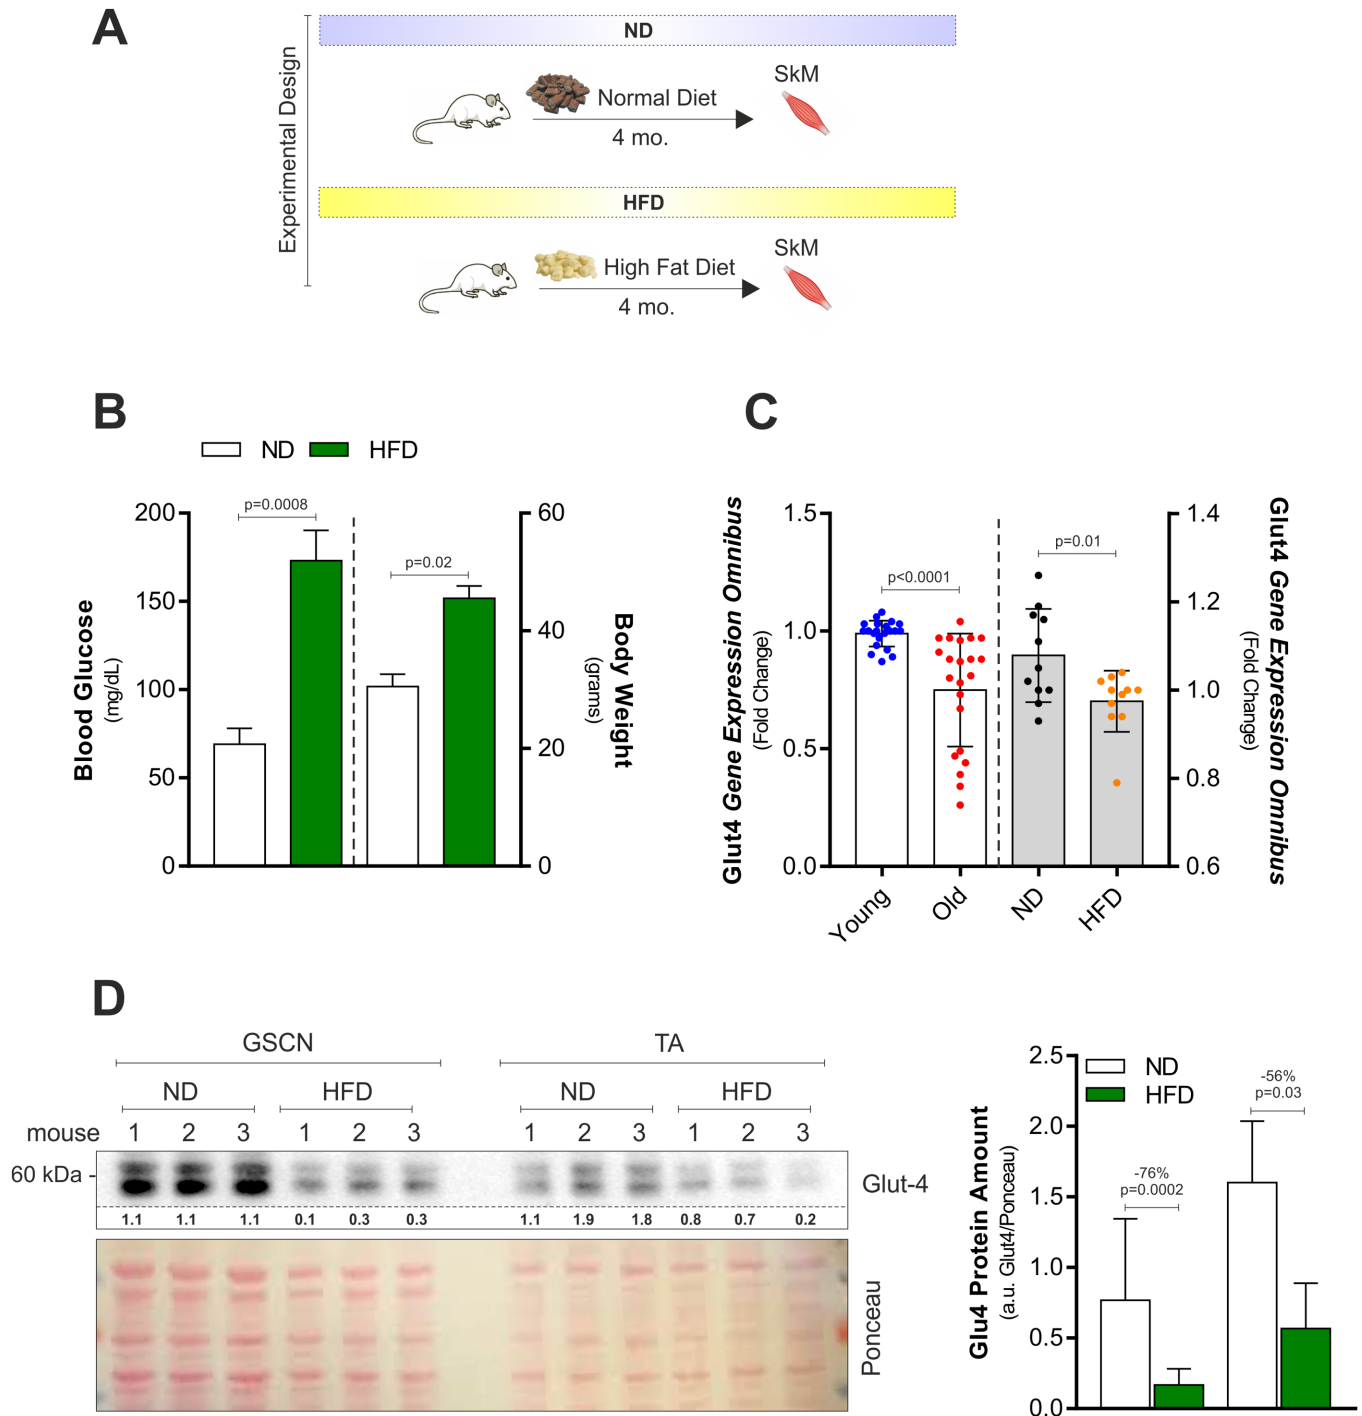 A
Experimental Design
ND
Normal Diet
4 mo.
SkM
HFD
High Fat Diet
4 mo.
SkM
B
ND HFD
Blood Glucose
(mg/dL)
200
150
100
50
0
p=0.0008
p=0.02
60
40
20
0
Body Weight
(grams)
C
Glut4 Gene Expression Omnibus
(Fold Change)
1.5
1.0
0.5
0.0
p<0.0001
p=0.01
1.4
1.2
1.0
0.8
0.6
Glut4 Gene Expression Omnibus
(Fold Change)
Young Old ND HFD
D
GSCN TA
ND HFD ND HFD
mouse 1 2 3 1 2 3 1 2 3 1 2 3
60 kDa -
Glut-4
1.1 1.1 1.1 0.1 0.3 0.3 1.1 1.9 1.8 0.8 0.7 0.2
Ponceau
Glu4 Protein Amount
(a.u. Glut4/Ponceau)
2.5
2.0
1.5
1.0
0.5
0.0
ND
HFD
-76%
p=0.0002
-56%
p=0.03